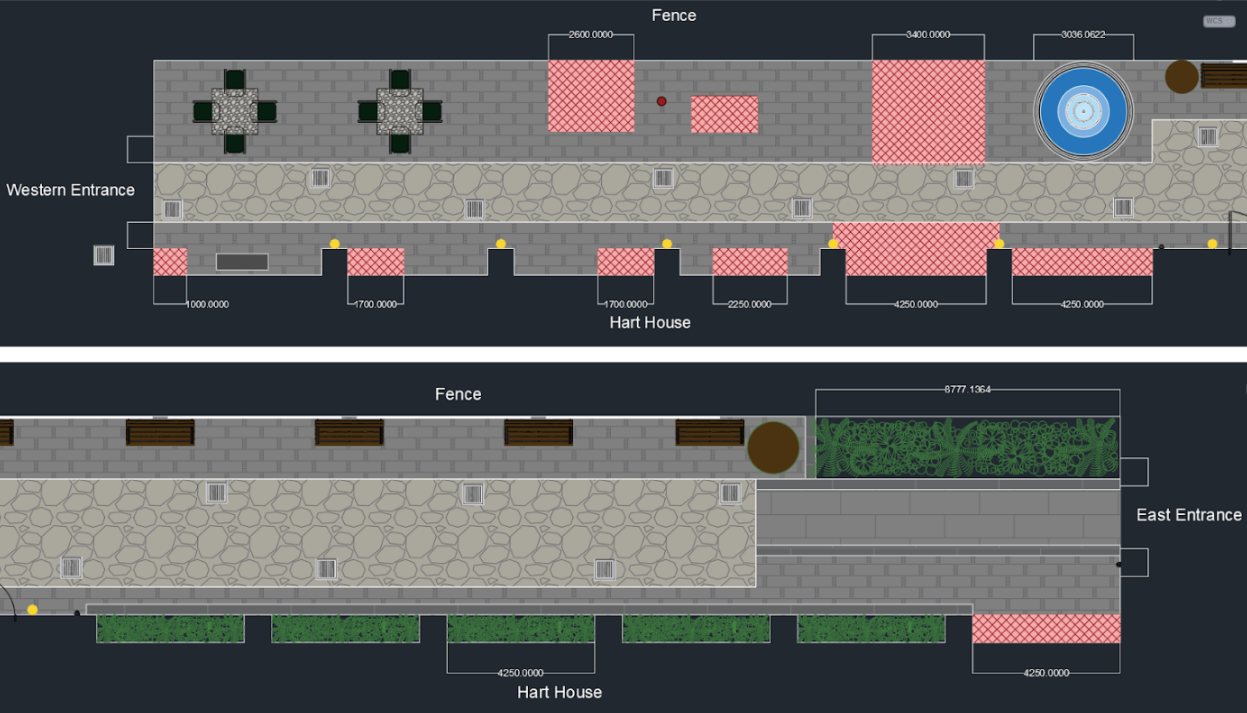 Fence
WCS
2600.0000
3400.0000
3036.0622
Western Entrance
1000.0000
1700.0000
1700.0000
2250.0000
4250.0000
4250.0000
Hart House
8777.1364
Fence
East Entrance
4250.0000
4250.0000
Hart House